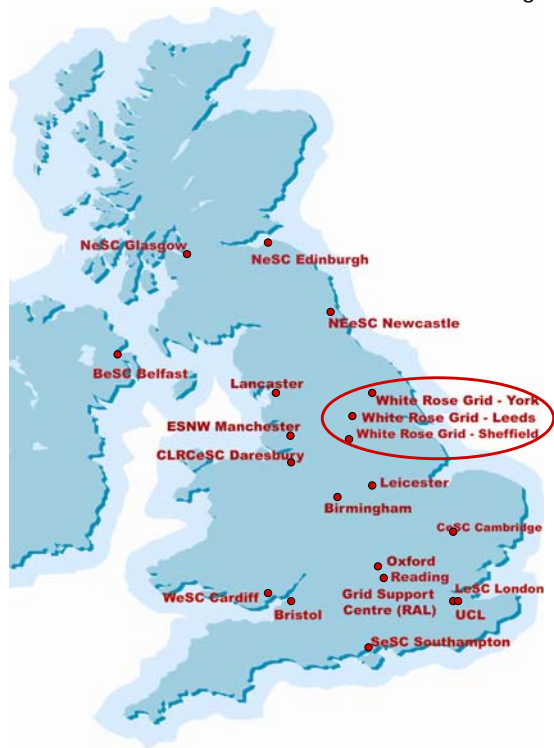 g
NeSC Glasgow
NeSC Edinburgh
NEeSC Newcastle
BeSC Belfast
Lancaster
White Rose Grid - York
White Rose Grid - Leeds
ESNW Manchester
White Rose Grid - Sheffield
CLRCeSC Daresbury
Leicester
Birmingham
CeSC Cambridge
Oxford
Reading
WeSC Cardiff
Grid Support
Centre (RAL)
LeSC London
Bristol
UCL
SeSC Southampton